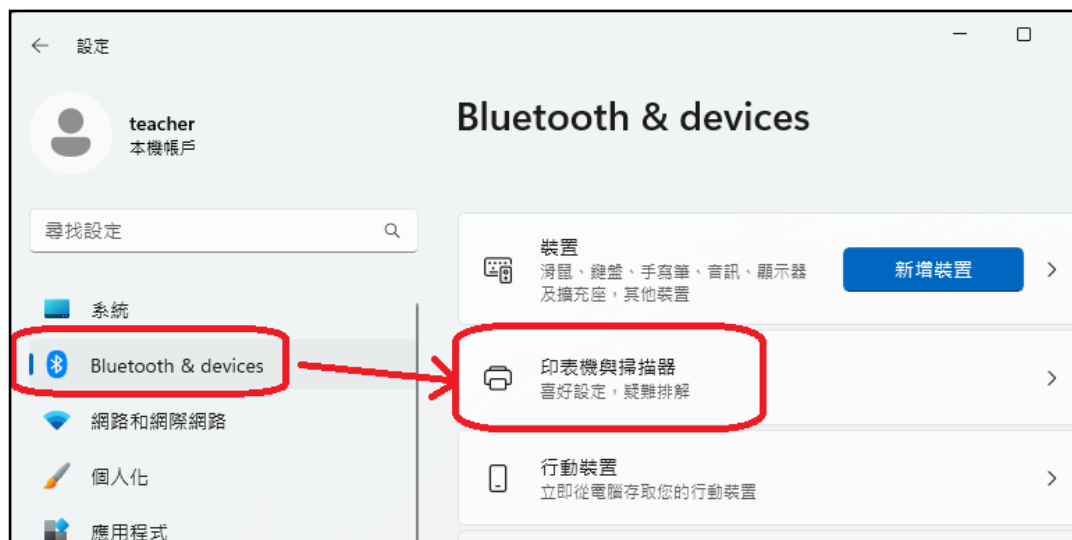 設定
teacher
本機帳戶
尋找設定
系統
Bluetooth & devices
網路和網際網路
個人化
應用程式
Bluetooth & devices
裝置
滑鼠、鍵盤、手寫筆、音訊、顯示器
及擴充座，其他裝置
新增裝置
印表機與掃描器
喜好設定，疑難排解
行動裝置
立即從電腦存取您的行動裝置